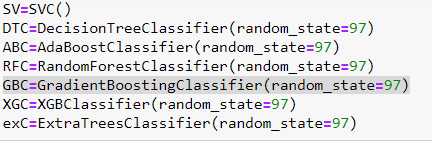 SV=SVC()
DTC=DecisionTreeClassifier(random_state=97)
ABC=AdaBoostClassifier(random_state=97)
RFC=RandomForestClassifier(random_state=97)
GBC=GradientBoostingClassifier(random_state=97)
XGC=XGBClassifier(random_state=97)
exC=ExtraTreesClassifier(random_state=97)